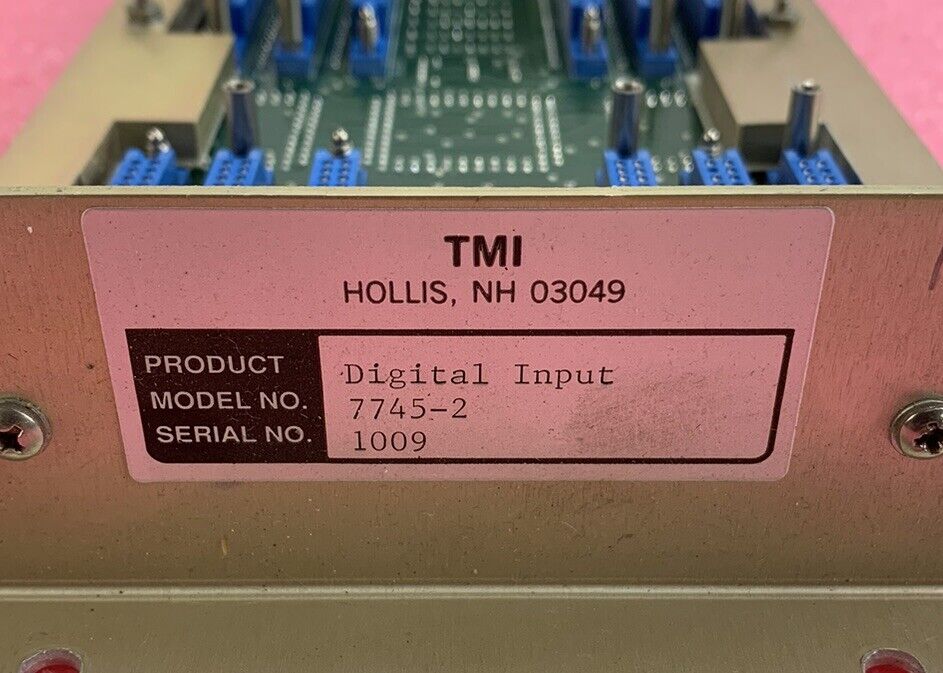 TMI
HOLLIS, NH 03049
PRODUCT Digital Input
MODEL NO. 7745-2
SERIAL NO. 1009